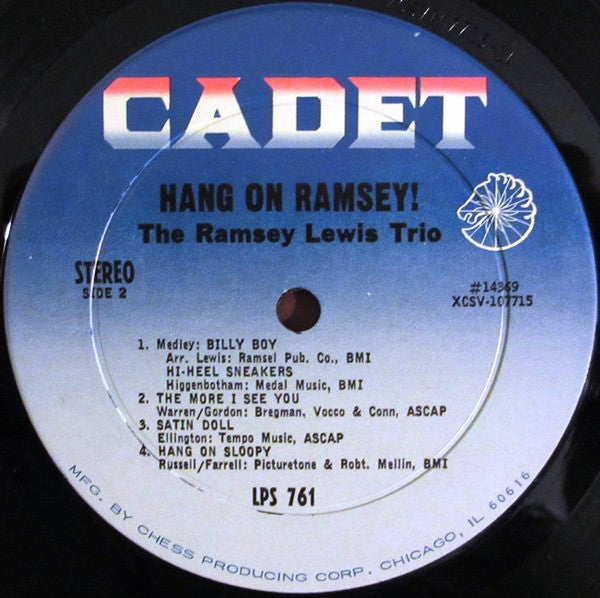 CADET
HANG ON RAMSEY!
The Ramsey Lewis Trio
STEREO
SIDE 2
#14369
XCSV-107715
1. Medley: BILLY BOY
Arr. Lewis: Ramsel Pub. Co., BMI
HI-HEEL SNEAKERS
Higgenbotham: Medal Music, BMI
2. THE MORE I SEE YOU
Warren/Gordon: Bregman, Vocco & Conn, ASCAP
3. SATIN DOLL
Ellington: Tempo Music, ASCAP
4. HANG ON SLOOPY
Russell/Farrell: Picturetone & Robt. Mellin, BMI
LPS 761
MFG. BY CHESS PRODUCING CORP., CHICAGO, IL 60616